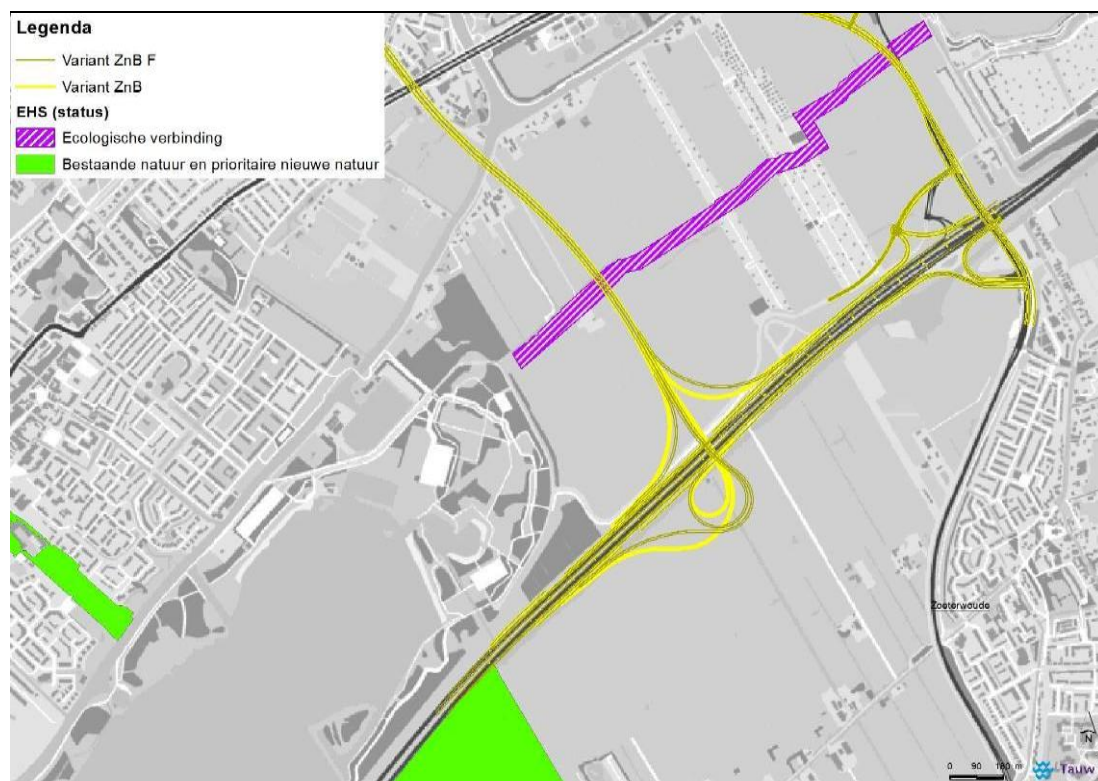 Legenda
Variant ZnB F
Variant ZnB
EHS (status)
Ecologische verbinding
Bestaande natuur en prioritaire nieuwe natuur
Zoeterwoude
N
0 90 180 m
Tauw